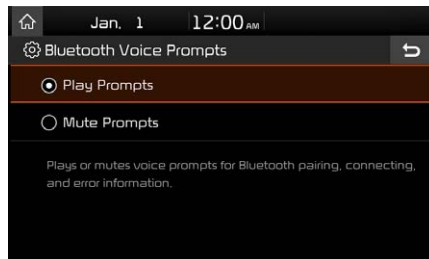 Jan. 1 12:00 AM
Bluetooth Voice Prompts
Play Prompts
Mute Prompts
Plays or mutes voice prompts for Bluetooth pairing, connecting,
and error information.